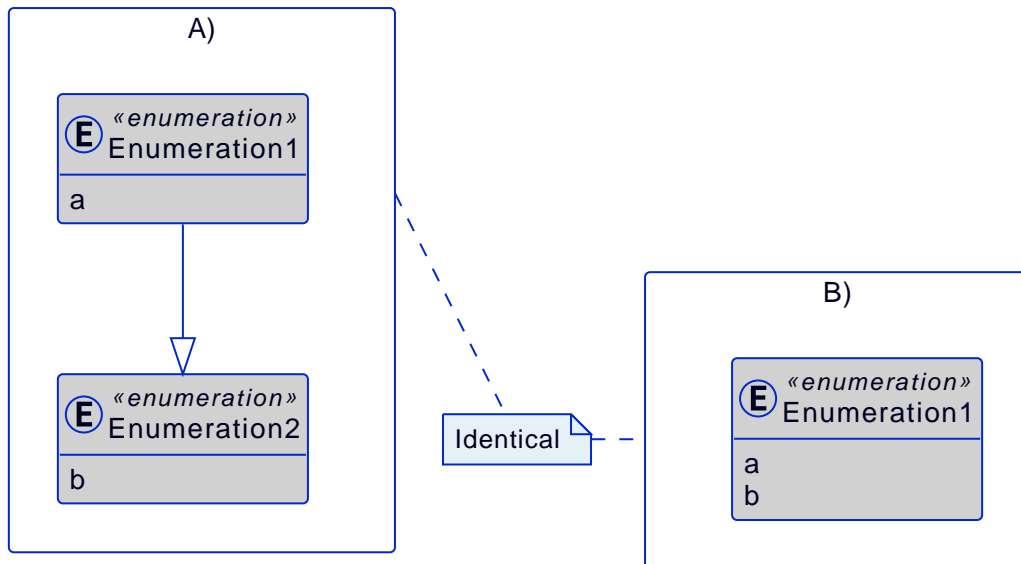 A)
E
«enumeration»
Enumeration1
a
E
«enumeration»
Enumeration2
b
Identical
B)
E
«enumeration»
Enumeration1
a
b